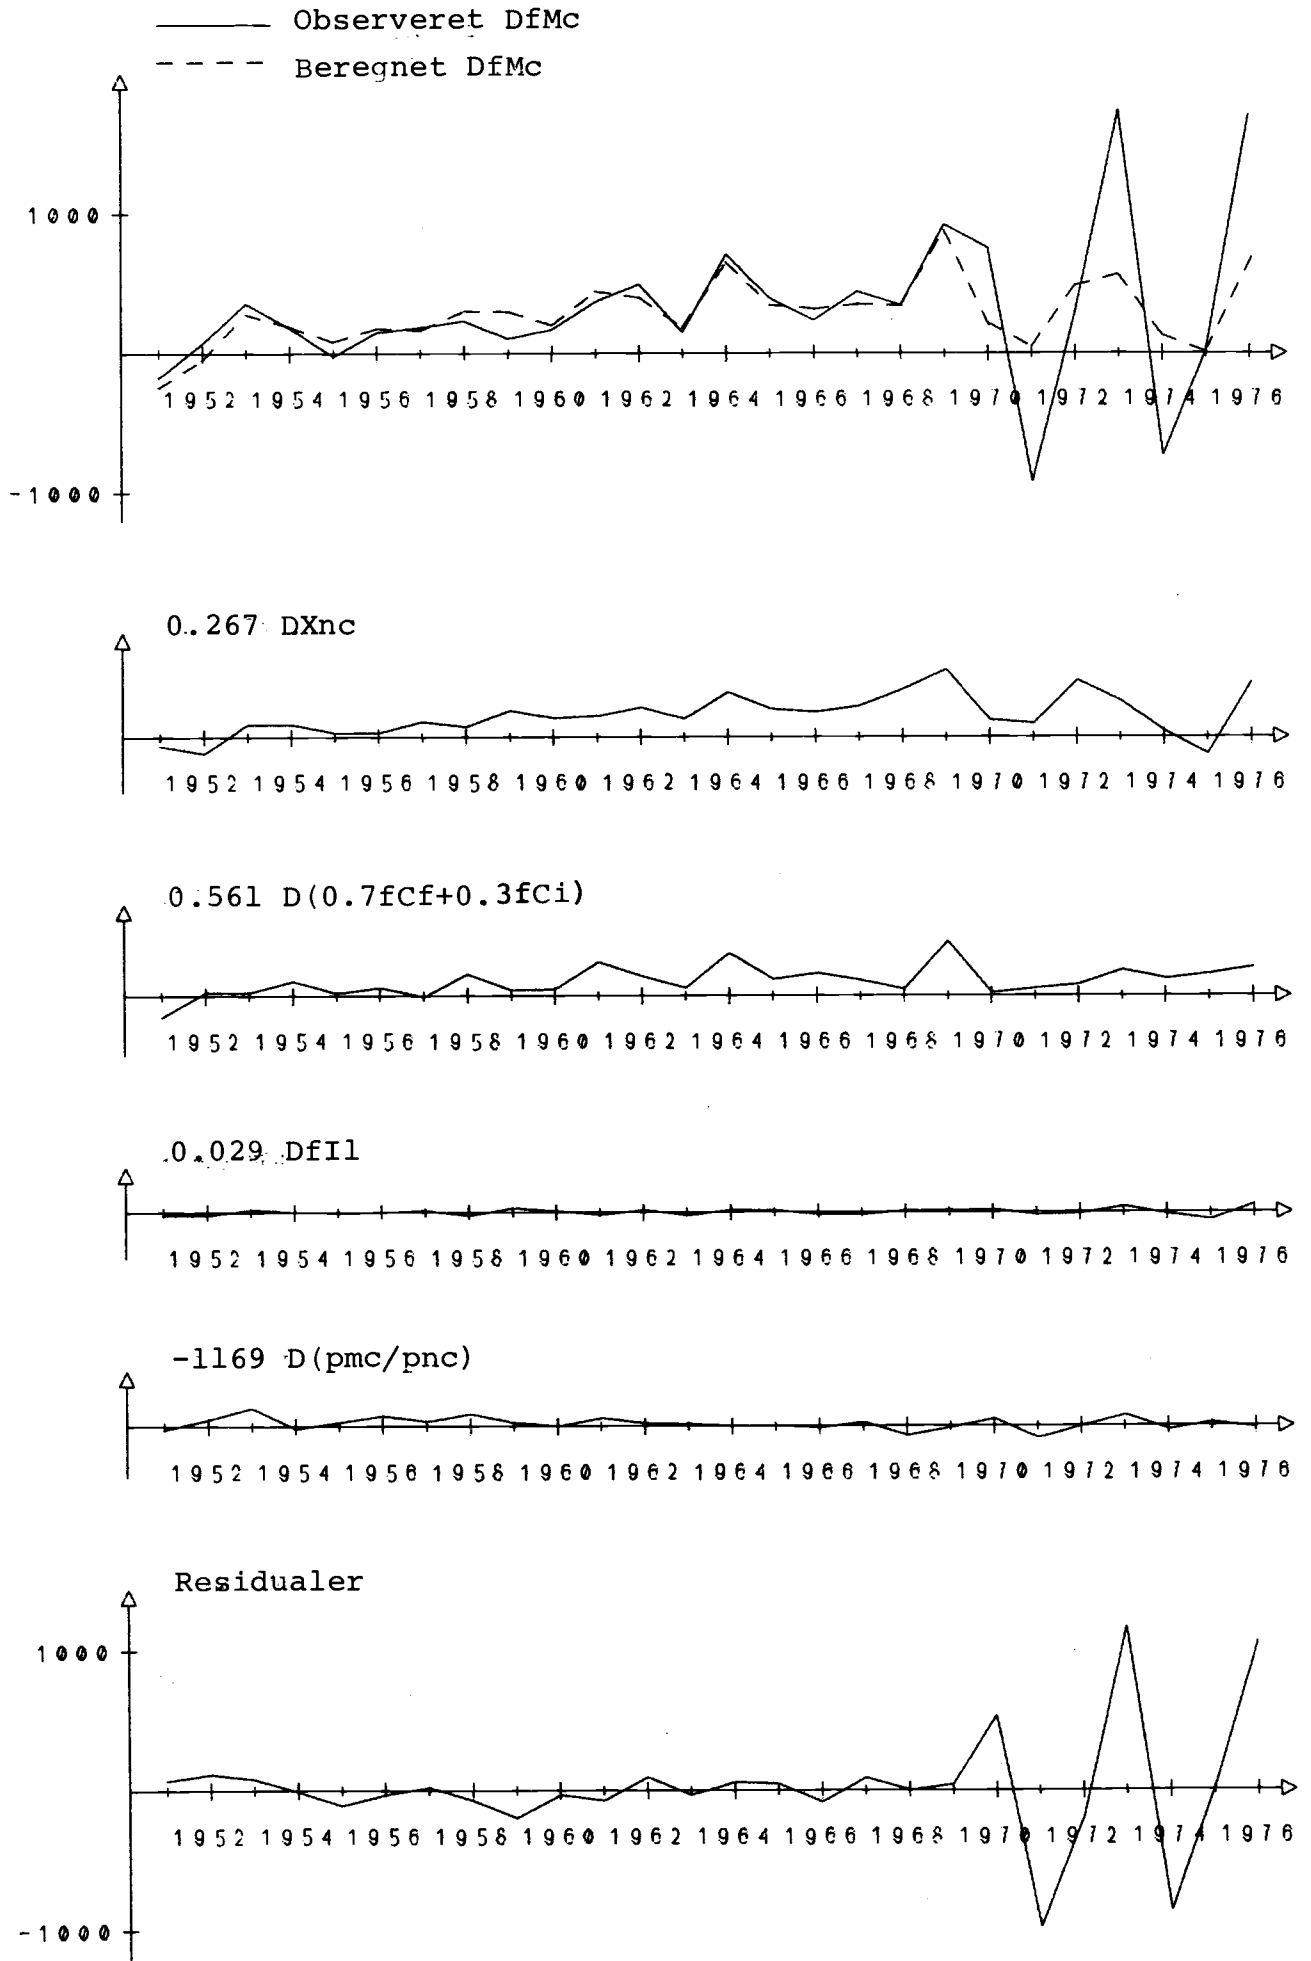 Observeret DfMc
Beregnet DfMc
1000
1952 1954 1956 1958 1960 1962 1964 1966 1968 1970 1972 1974 1976
-1000
0.267 DXnc
1952 1954 1956 1958 1960 1962 1964 1966 1968 1970 1972 1974 1976
0.561 D(0.7fCf+0.3fCi)
1952 1954 1956 1958 1960 1962 1964 1966 1968 1970 1972 1974 1976
0.029 DfIl
1952 1954 1956 1958 1960 1962 1964 1966 1968 1970 1972 1974 1976
-1169 D(pmc/pnc)
1952 1954 1956 1958 1960 1962 1964 1966 1968 1970 1972 1974 1976
Residualer
1000
1952 1954 1956 1958 1960 1962 1964 1966 1968 1970 1972 1974 1976
-1000